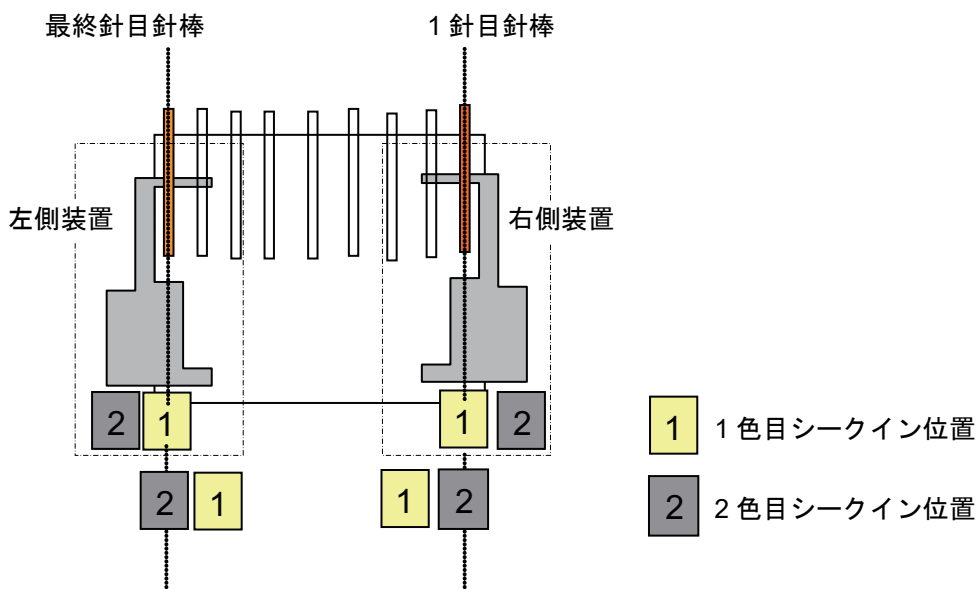 最終針目針棒
1針目針棒
左側装置
右側装置
2 1
1 2
2 1
1 2
1 1色目シークイン位置
2 2色目シークイン位置